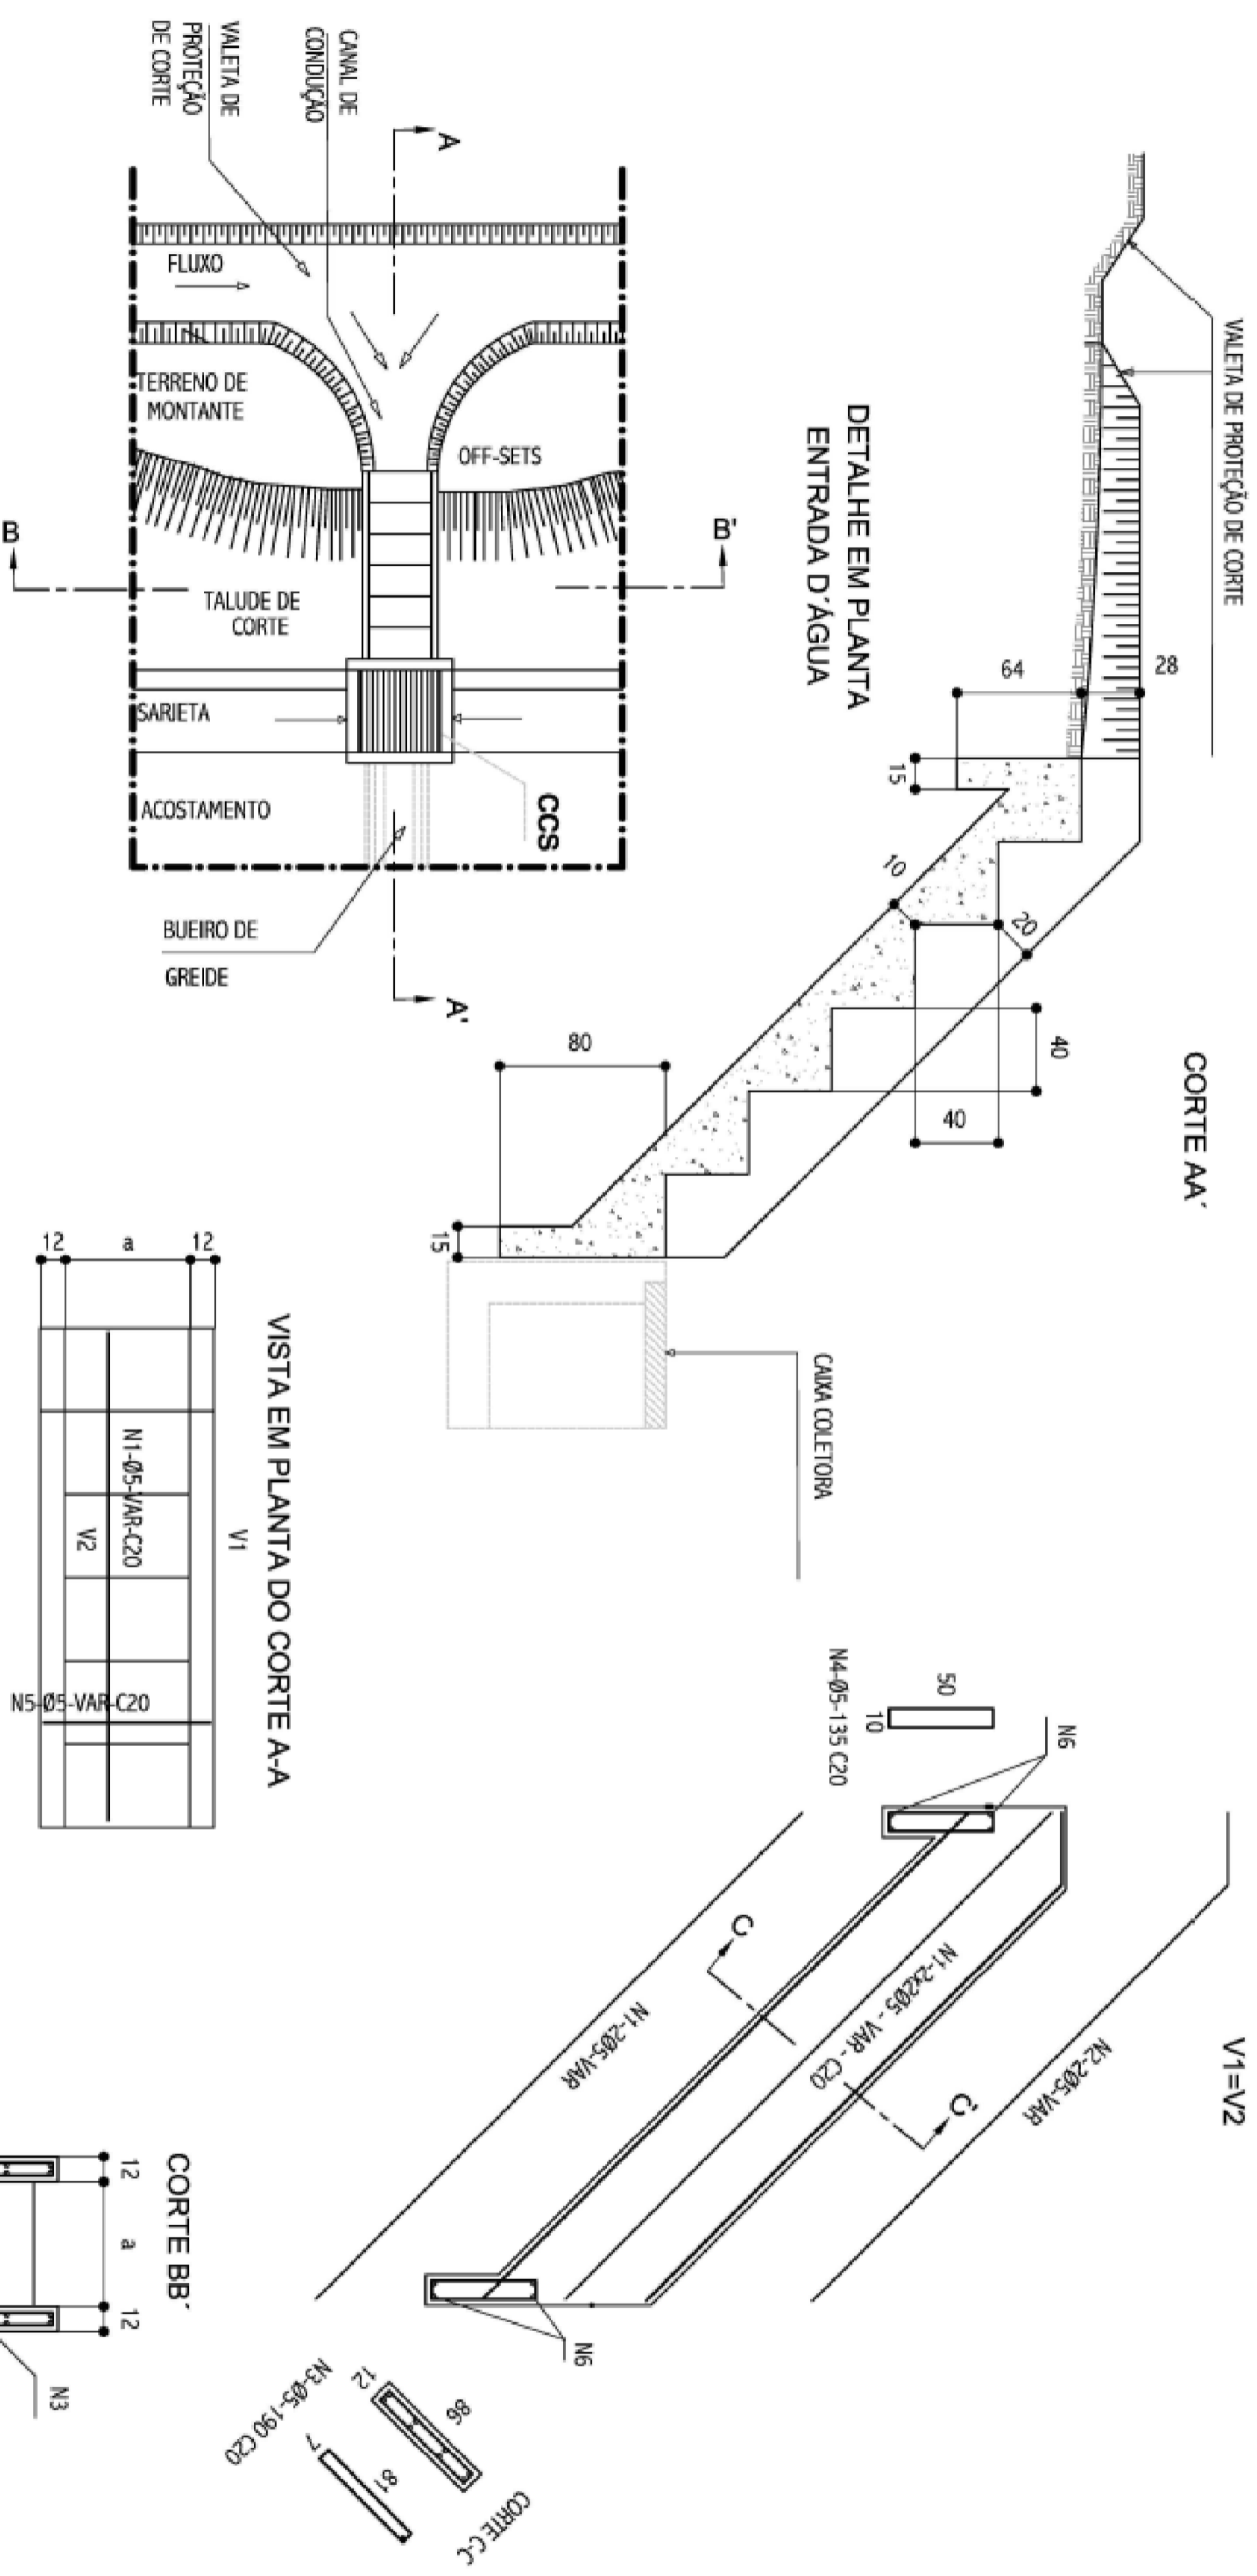 VALETA DE PROTEÇÃO DE CORTE
28
64
15
10
20
40
40
80
15
CORTE AA´
CAIXA COLETORA
DETALHE EM PLANTA
ENTRADA D´ÁGUA
CANAL DE
CONDUÇÃO
VALETA DE
PROTEÇÃO
DE CORTE
A
FLUXO
TERRENO DE
MONTANTE
OFF-SETS
B
B'
TALUDE DE
CORTE
SARJETA
ACOSTAMENTO
CCS
BUEIRO DE
GREIDE
A'
VISTA EM PLANTA DO CORTE A-A
12
a
12
V1
N1-Ø5-VAR-C20
V2
N5-Ø5-VAR-C20
V1=V2
N6
50
10
N4-Ø5-135 C20
C
C'
N1-2Ø5-VAR
N1-2x2Ø5 - VAR - C20
N2-2Ø5-VAR
N6
12
86
N3-Ø5-190 C20
7
81
CORTE C-C
CORTE BB´
12
a
12
N3